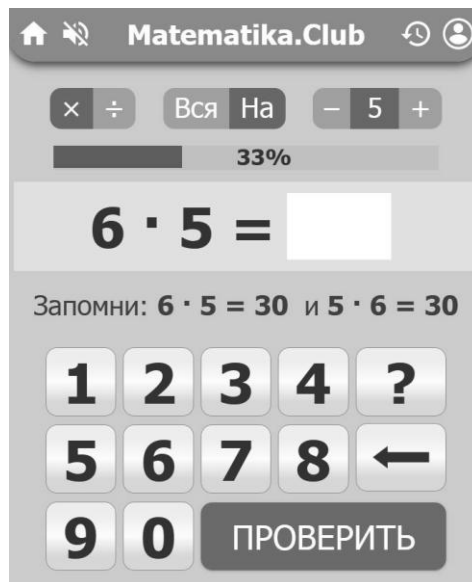 Matematika.Club
× ÷ Вся На − 5 +
33%
6 · 5 =
Запомни: 6 · 5 = 30 и 5 · 6 = 30
1 2 3 4 ?
5 6 7 8 ←
9 0 ПРОВЕРИТЬ